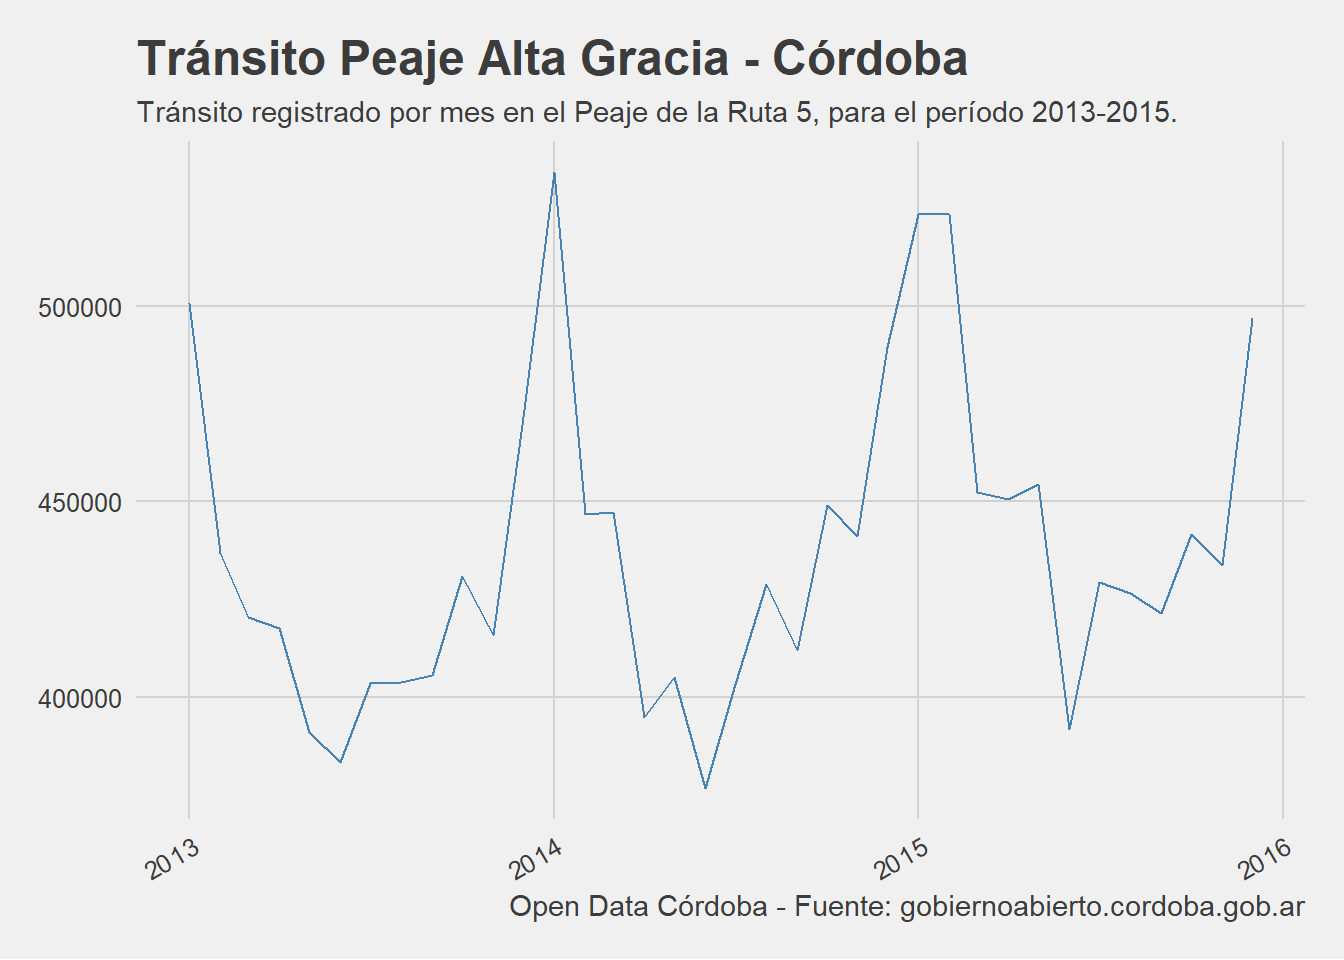 Tránsito Peaje Alta Gracia - Córdoba
Tránsito registrado por mes en el Peaje de la Ruta 5, para el período 2013-2015.
500000
450000
400000
2013
2014
2015
2016
Open Data Córdoba - Fuente: gobiernoabierto.cordoba.gob.ar